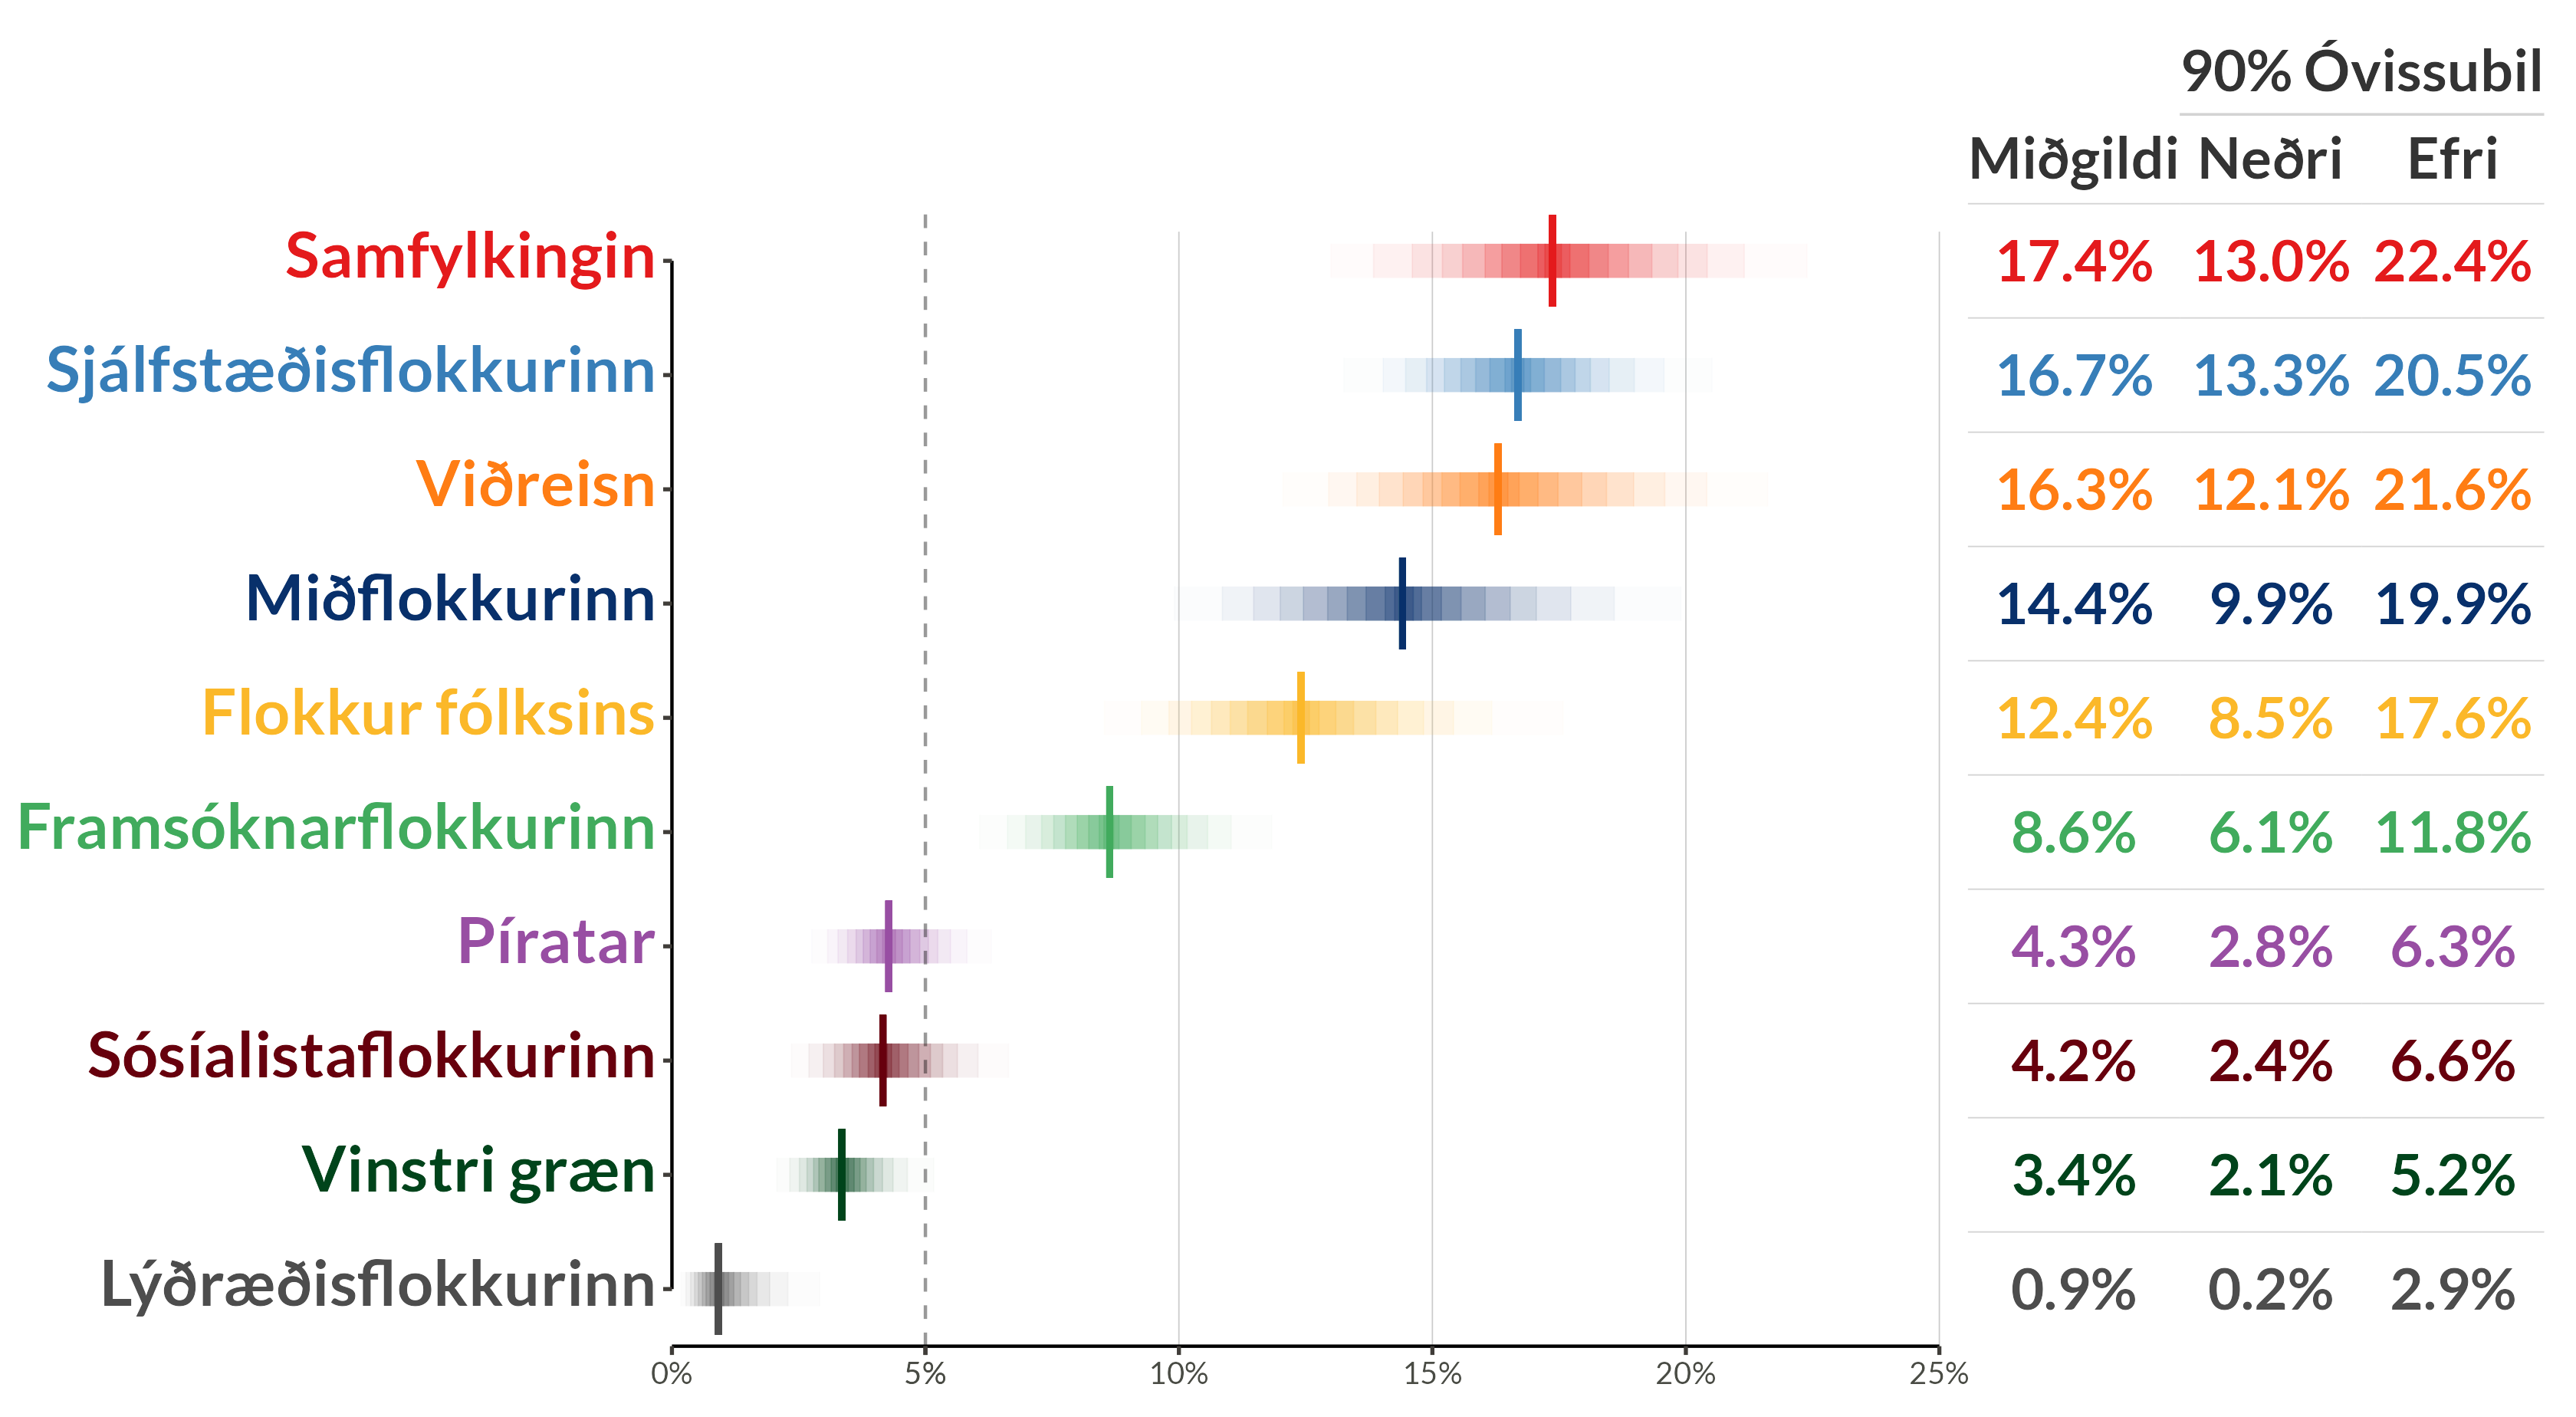 90% Óvissubil
Miðgildi Neðri Efri
Samfylkingin 17.4% 13.0% 22.4%
Sjálfstæðisflokkurinn 16.7% 13.3% 20.5%
Viðreisn 16.3% 12.1% 21.6%
Miðflokkurinn 14.4% 9.9% 19.9%
Flokkur fólksins 12.4% 8.5% 17.6%
Framsóknarflokkurinn 8.6% 6.1% 11.8%
Píratar 4.3% 2.8% 6.3%
Sósíalistaflokkurinn 4.2% 2.4% 6.6%
Vinstri græn 3.4% 2.1% 5.2%
Lýðræðisflokkurinn 0.9% 0.2% 2.9%
0% 5% 10% 15% 20% 25%